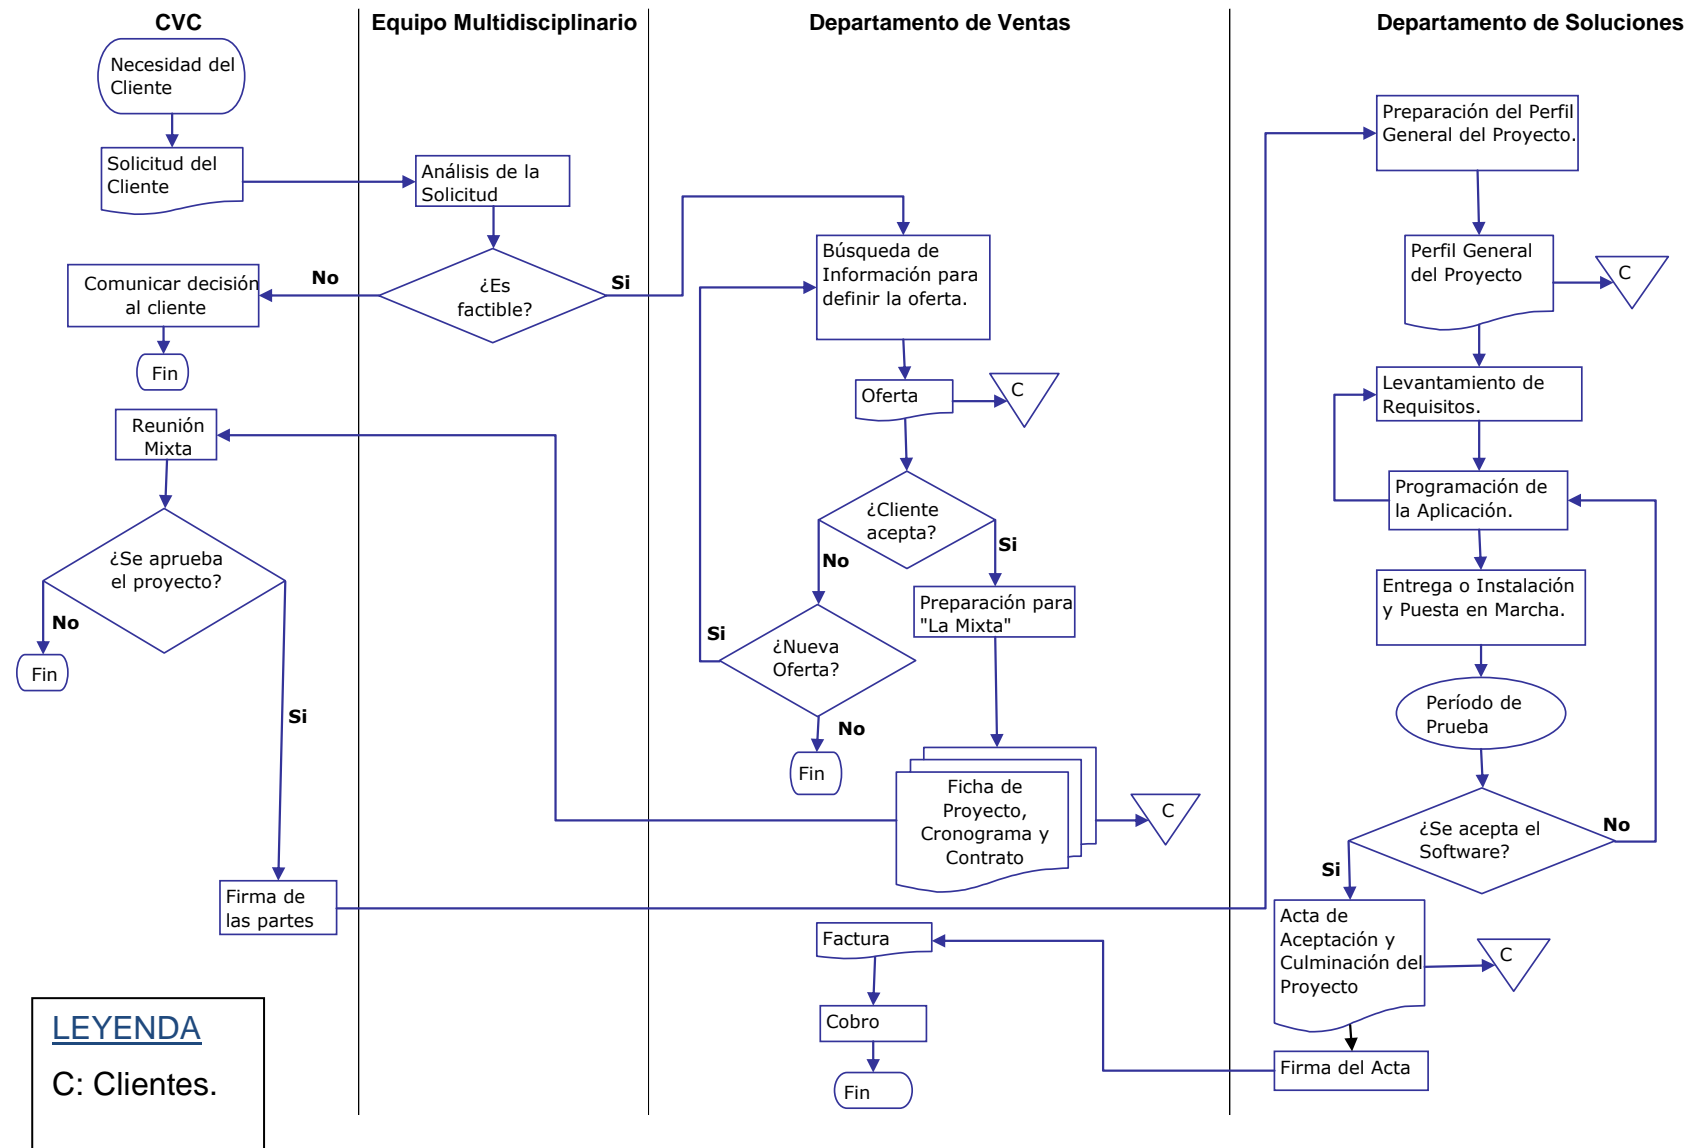 CVC
Equipo Multidisciplinario
Departamento de Ventas
Departamento de Soluciones
Necesidad del
Cliente
Solicitud del
Cliente
Comunicar decisión
al cliente
Fin
Reunión
Mixta
¿Se aprueba
el proyecto?
No
Fin
Si
Firma de
las partes
Análisis de la
Solicitud
¿Es
factible?
No
Si
Búsqueda de
Información para
definir la oferta.
Oferta
C
¿Cliente
acepta?
No
Si
Preparación para
"La Mixta"
¿Nueva
Oferta?
Si
No
Fin
Ficha de
Proyecto,
Cronograma y
Contrato
C
Factura
Cobro
Fin
Preparación del Perfil
General del Proyecto.
Perfil General
del Proyecto
C
Levantamiento de
Requisitos.
Programación de
la Aplicación.
Entrega o Instalación
y Puesta en Marcha.
Período de
Prueba
¿Se acepta el
Software?
No
Si
Acta de
Aceptación y
Culminación del
Proyecto
C
Firma del Acta
LEYENDA
C: Clientes.